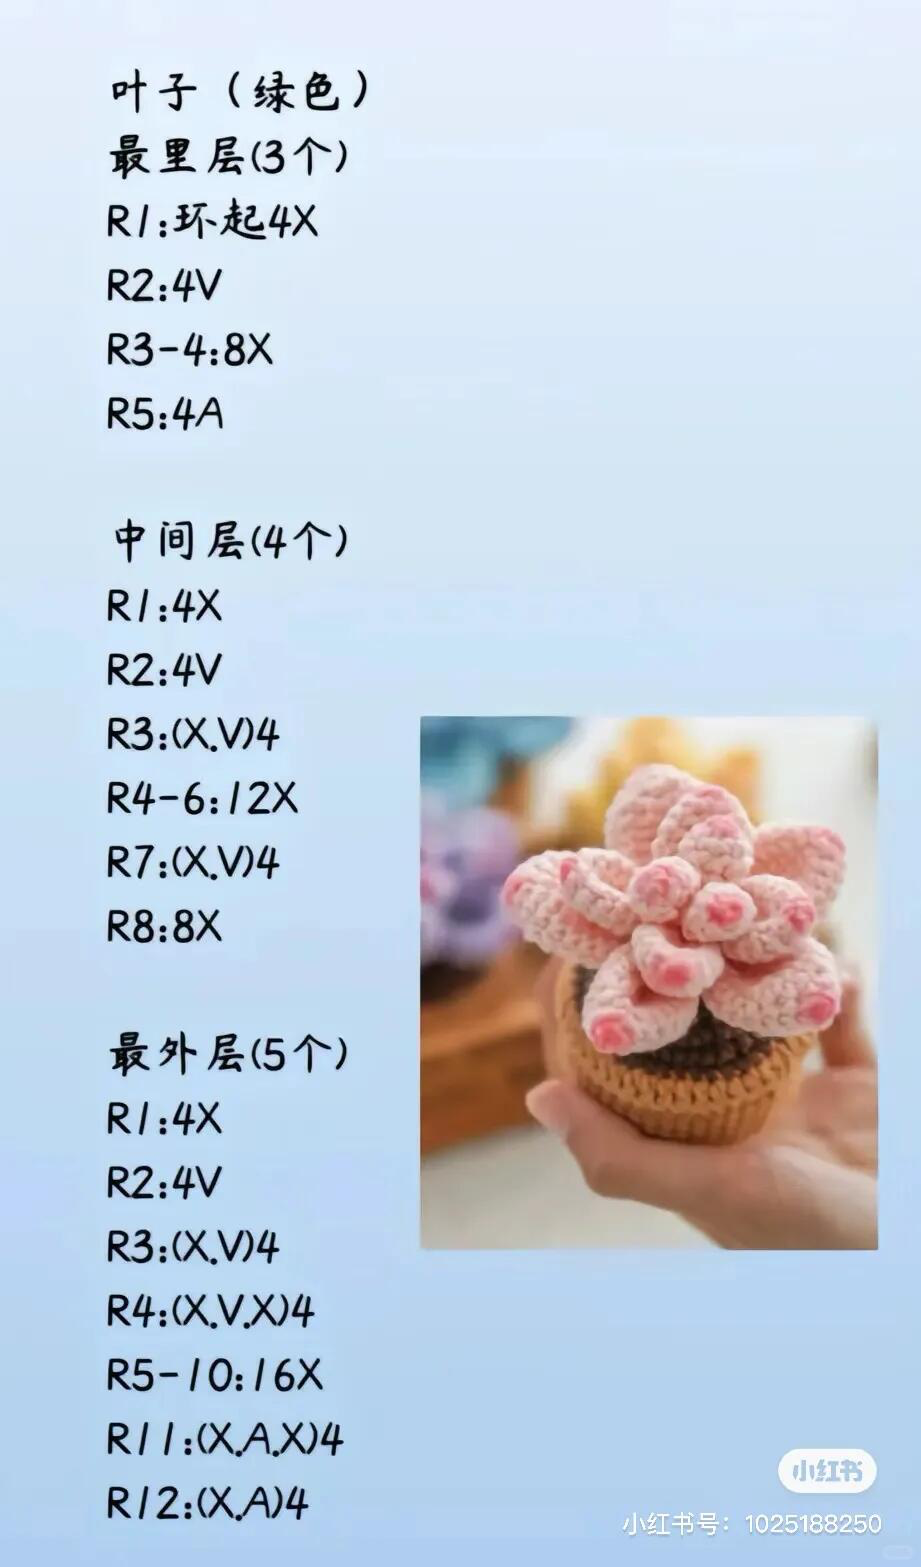 叶子（绿色）
最里层(3个)
R1:环起4X
R2:4V
R3-4:8X
R5:4A
中间层(4个)
R1:4X
R2:4V
R3:(X.V)4
R4-6:12X
R7:(X.V)4
R8:8X
最外层(5个)
R1:4X
R2:4V
R3:(X.V)4
R4:(X.V.X)4
R5-10:16X
R11:(X.A.X)4
R12:(X.A)4
小红书
小红书号：1025188250